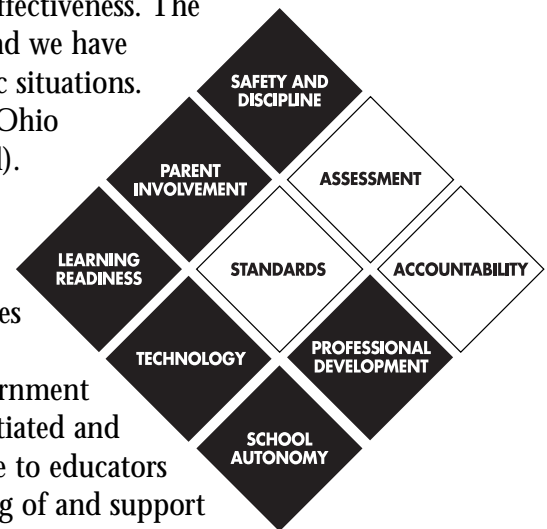 ffectiveness. The
nd we have
c situations.
Ohio
).
es
rnment
tiated and
e to educators
g of and support
SAFETY AND
DISCIPLINE
PARENT
INVOLVEMENT
ASSESSMENT
LEARNING
READINESS
STANDARDS
ACCOUNTABILITY
TECHNOLOGY
PROFESSIONAL
DEVELOPMENT
SCHOOL
AUTONOMY